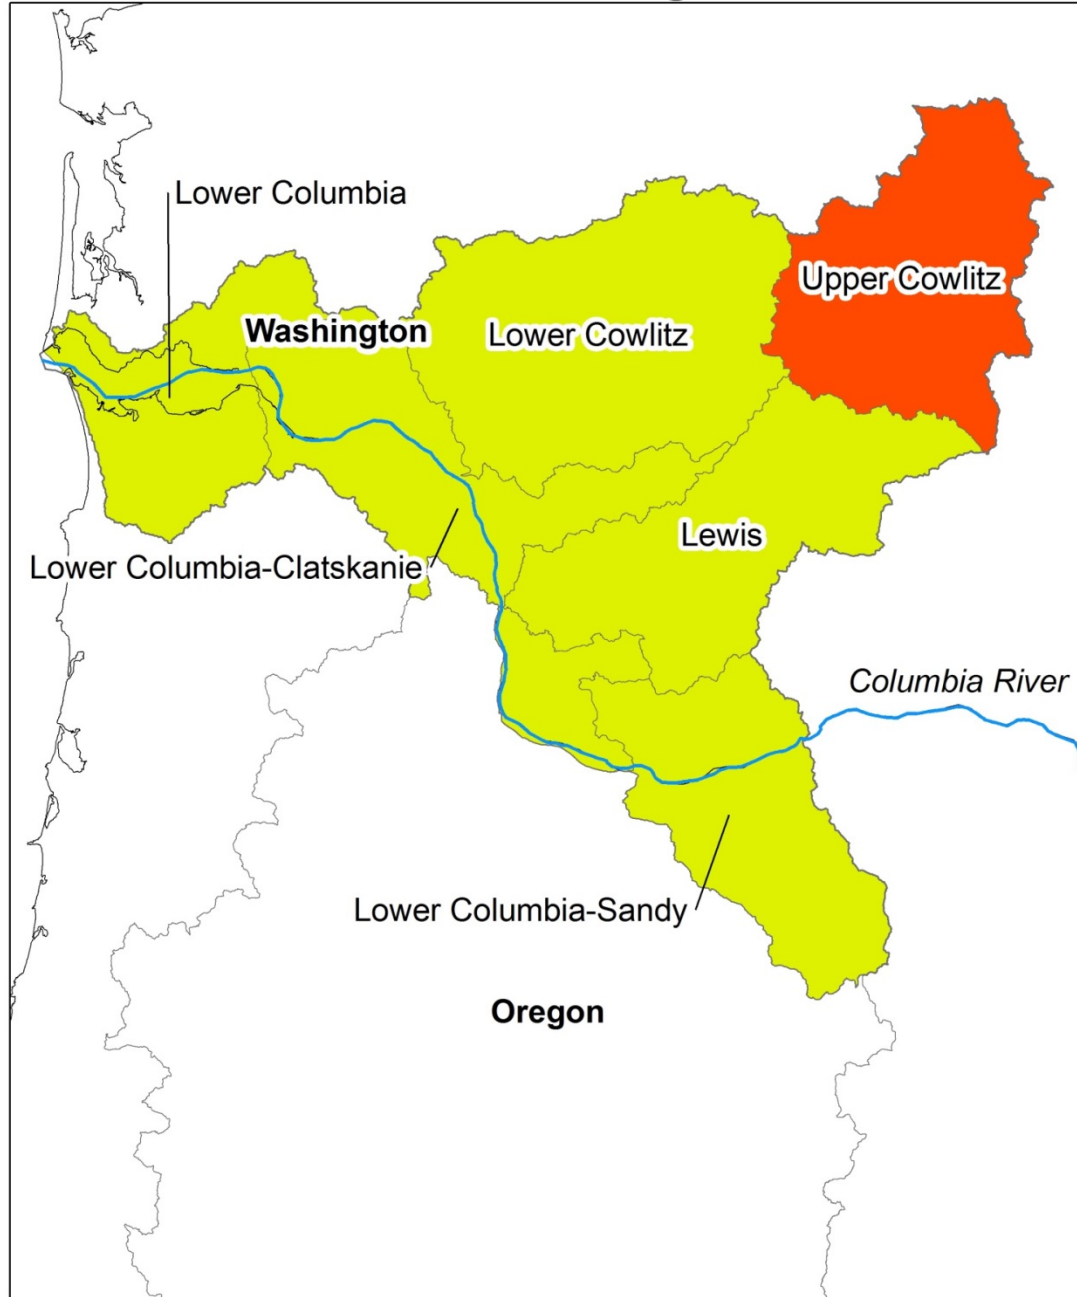 Lower Columbia
Upper Cowlitz
Washington
Lower Cowlitz
Lewis
Lower Columbia-Clatskanie
Columbia River
Lower Columbia-Sandy
Oregon